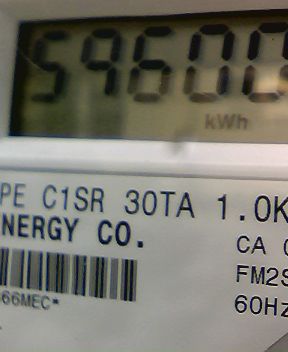 59600
kWh
PE C1SR 30TA 1.0K
NERGY CO.
CA
FM2S
66MEC*
60Hz